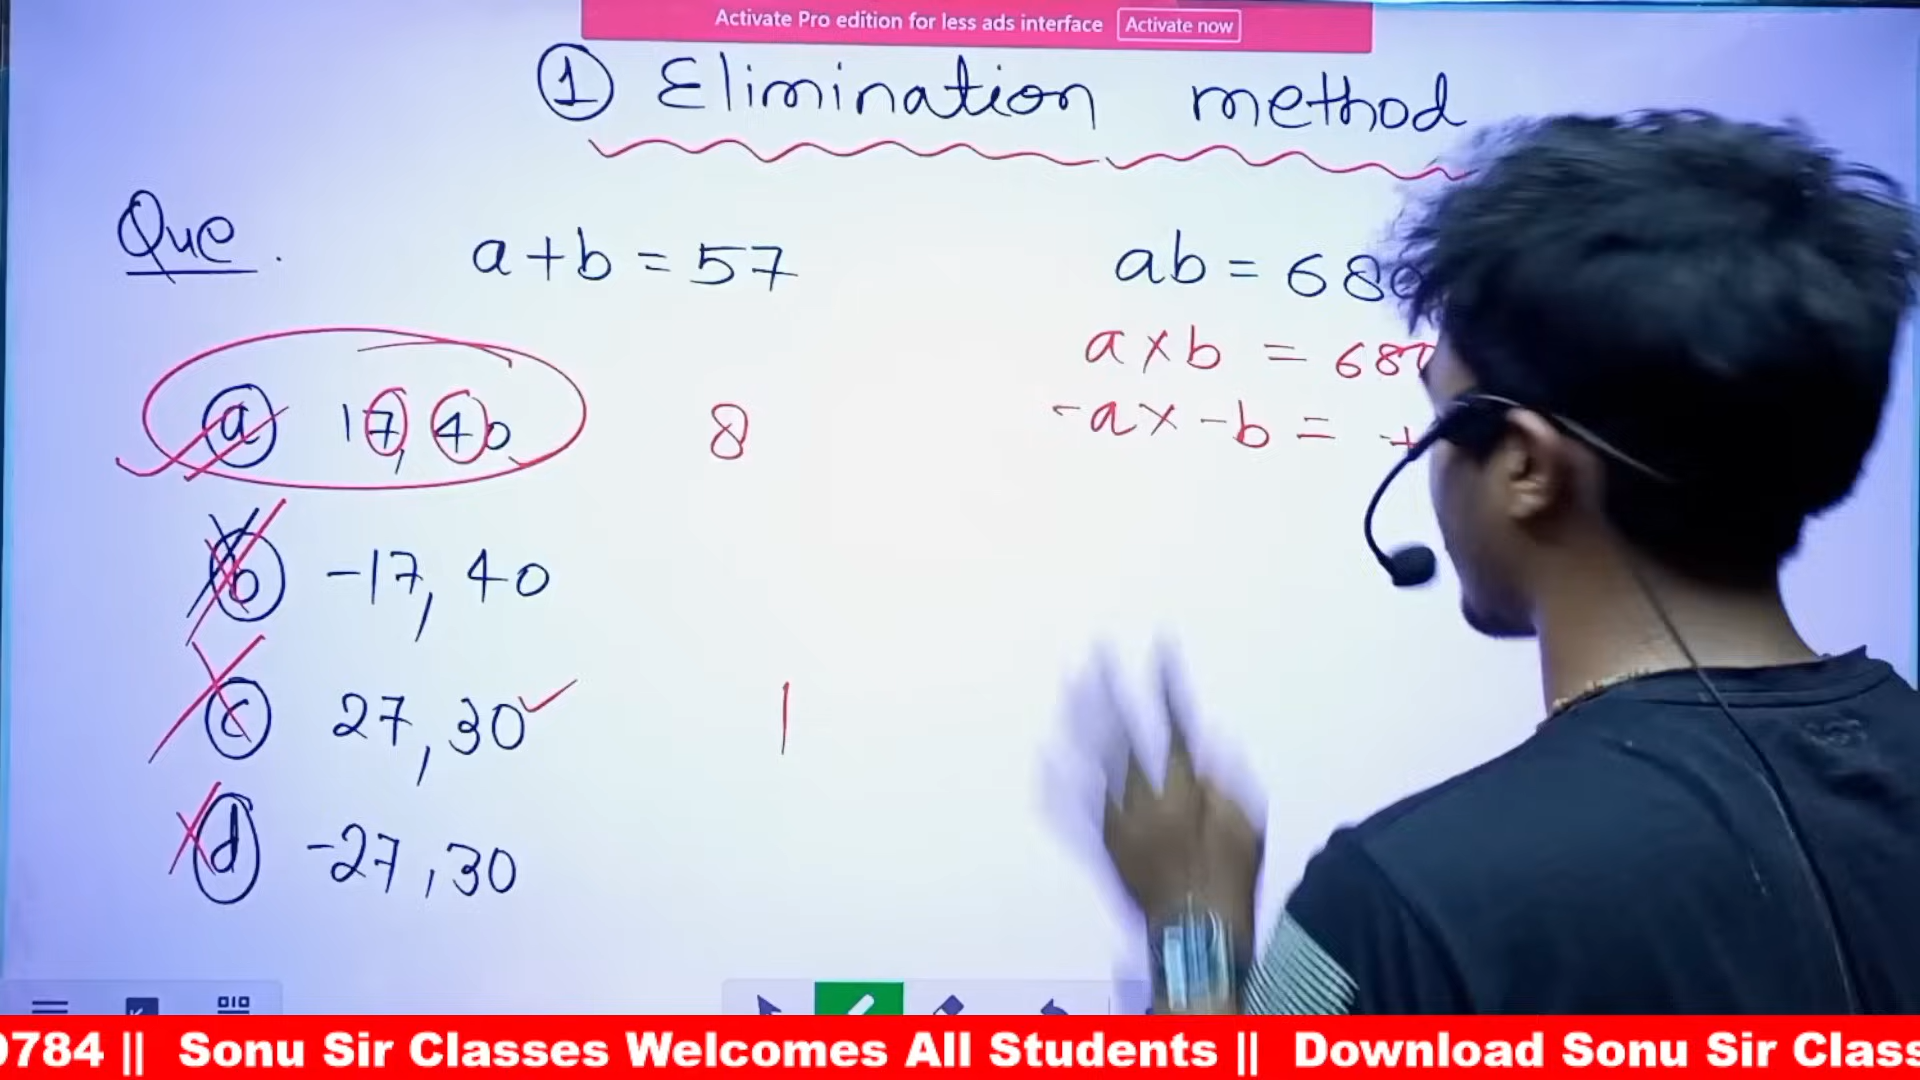 Activate Pro edition for less ads interface Activate now
① Elimination method
Que. a+b = 57 ab = 680
a×b = 680
-a× -b = +
ⓐ 17, 40 8
ⓑ -17, 40
ⓒ 27, 30 ✓ 1
ⓓ -27, 30
0784 || Sonu Sir Classes Welcomes All Students || Download Sonu Sir Class